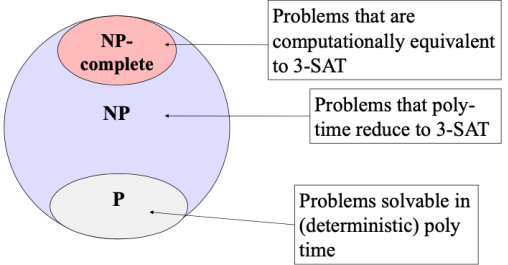 NP-
complete
Problems that are
computationally equivalent
to 3-SAT
NP
Problems that poly-
time reduce to 3-SAT
P
Problems solvable in
(deterministic) poly
time